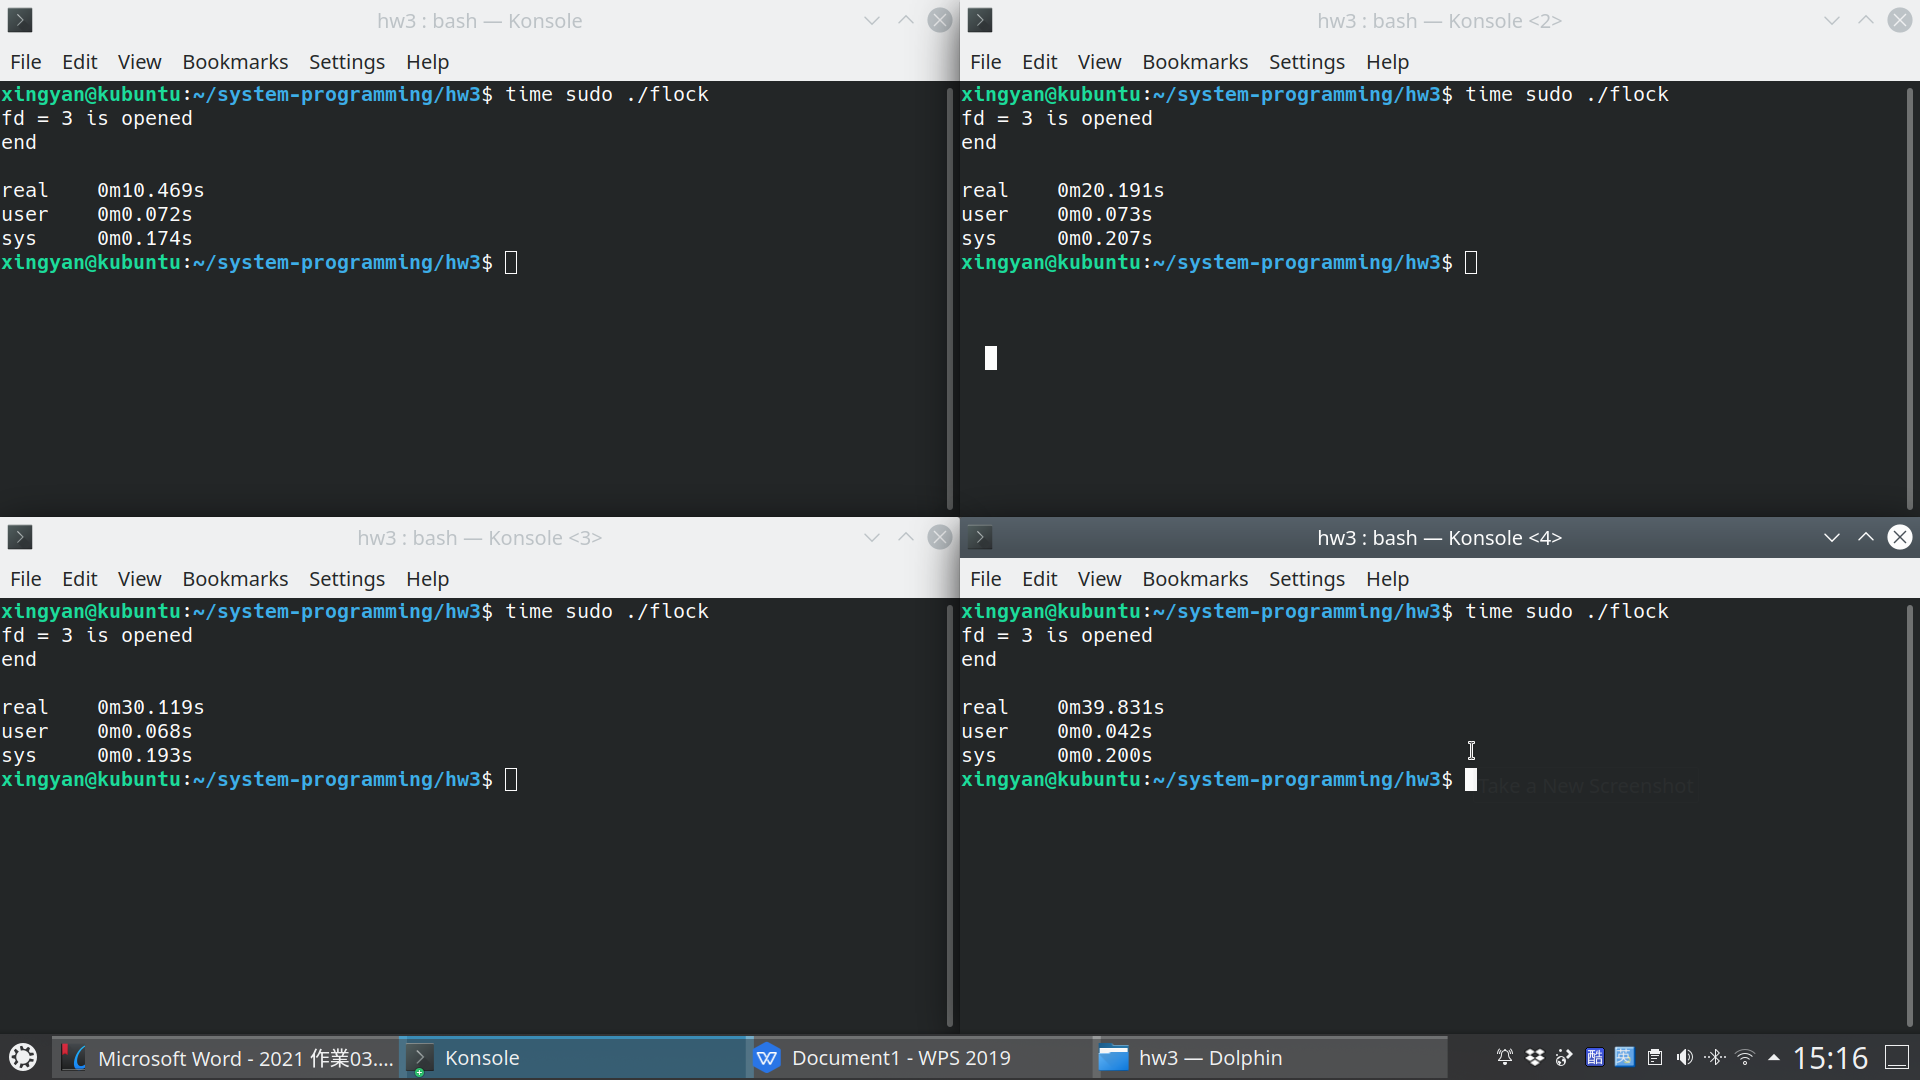 hw3 : bash — Konsole
File Edit View Bookmarks Settings Help
xingyan@kubuntu:~/system-programming/hw3$ time sudo ./flock
fd = 3 is opened
end
real 0m10.469s
user 0m0.072s
sys 0m0.174s
xingyan@kubuntu:~/system-programming/hw3$
hw3 : bash — Konsole <2>
File Edit View Bookmarks Settings Help
xingyan@kubuntu:~/system-programming/hw3$ time sudo ./flock
fd = 3 is opened
end
real 0m20.191s
user 0m0.073s
sys 0m0.207s
xingyan@kubuntu:~/system-programming/hw3$
hw3 : bash — Konsole <3>
File Edit View Bookmarks Settings Help
xingyan@kubuntu:~/system-programming/hw3$ time sudo ./flock
fd = 3 is opened
end
real 0m30.119s
user 0m0.068s
sys 0m0.193s
xingyan@kubuntu:~/system-programming/hw3$
hw3 : bash — Konsole <4>
File Edit View Bookmarks Settings Help
xingyan@kubuntu:~/system-programming/hw3$ time sudo ./flock
fd = 3 is opened
end
real 0m39.831s
user 0m0.042s
sys 0m0.200s
xingyan@kubuntu:~/system-programming/hw3$
Take a New Screenshot
Microsoft Word - 2021 作業03.... Konsole Document1 - WPS 2019 hw3 — Dolphin 酷 英 15:16